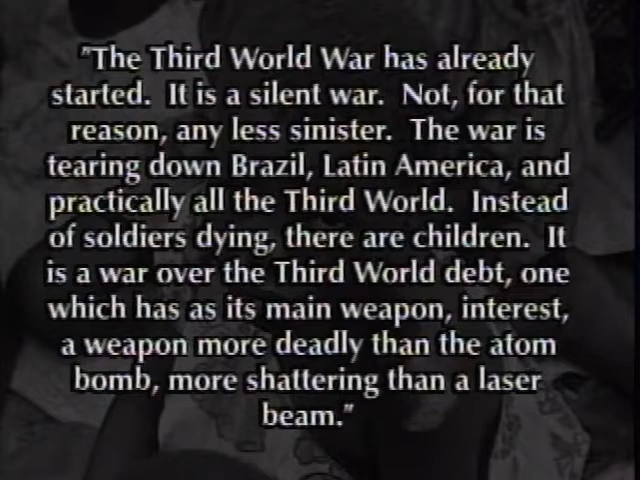 "The Third World War has already
started.  It is a silent war.  Not, for that
reason, any less sinister.  The war is
tearing down Brazil, Latin America, and
practically all the Third World.  Instead
of soldiers dying, there are children.  It
is a war over the Third World debt, one
which has as its main weapon, interest,
a weapon more deadly than the atom
bomb, more shattering than a laser
beam."